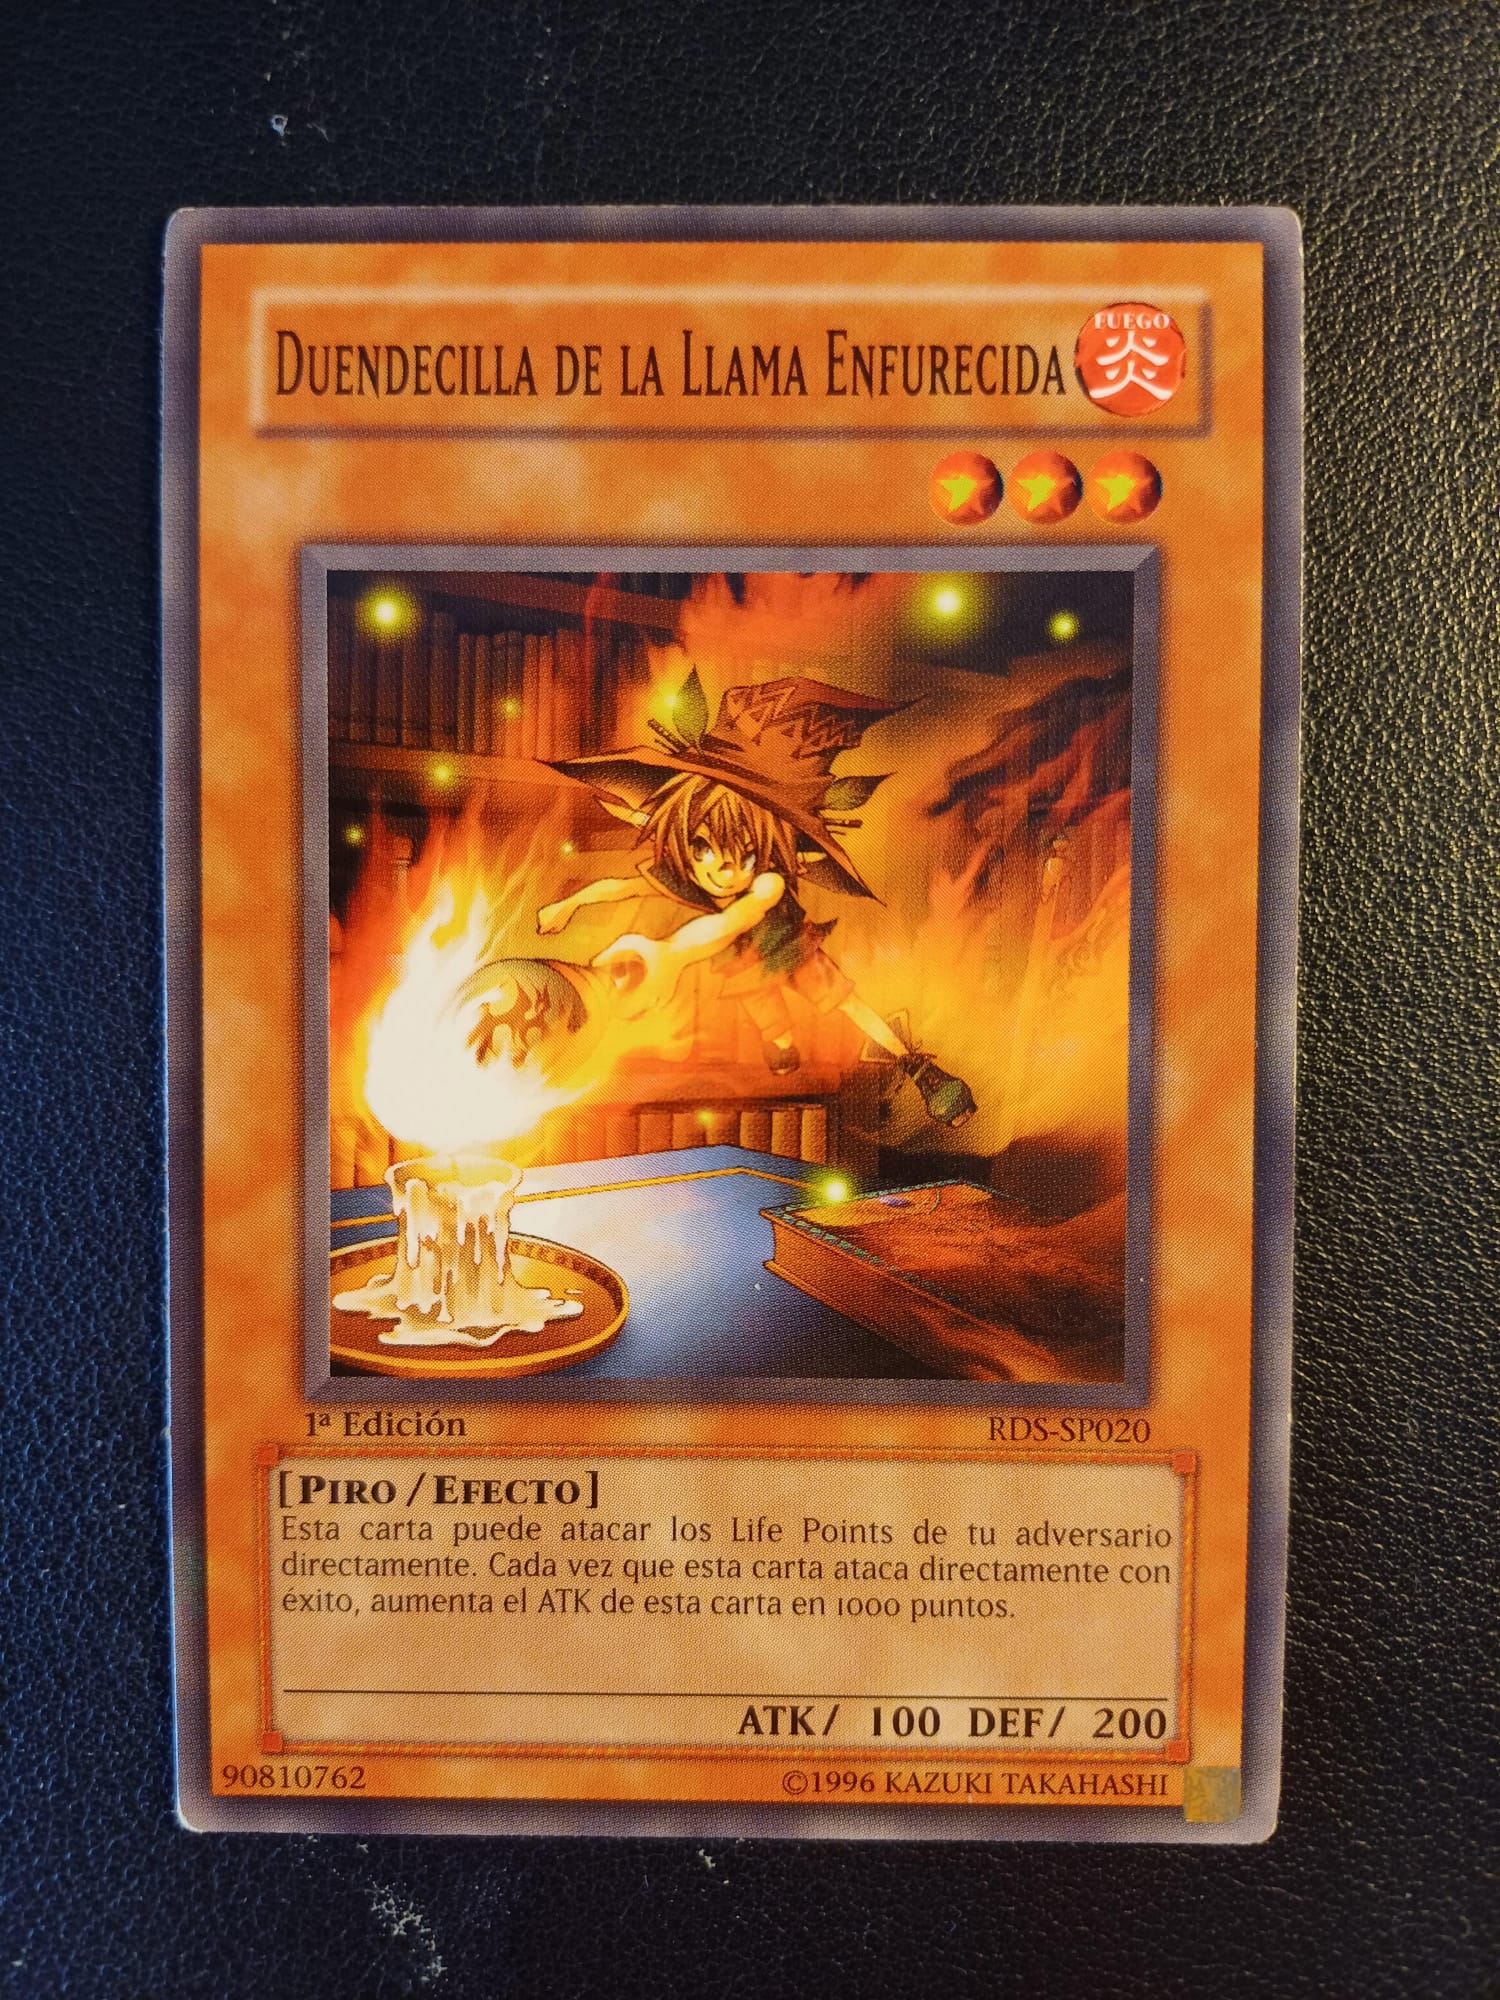 DUENDECILLA DE LA LLAMA ENFURECIDA
FUEGO
炎
1ª Edición
RDS-SP020
[PIRO / EFECTO]
Esta carta puede atacar los Life Points de tu adversario
directamente. Cada vez que esta carta ataca directamente con
éxito, aumenta el ATK de esta carta en 1000 puntos.
ATK/ 100 DEF/ 200
90810762
©1996 KAZUKI TAKAHASHI